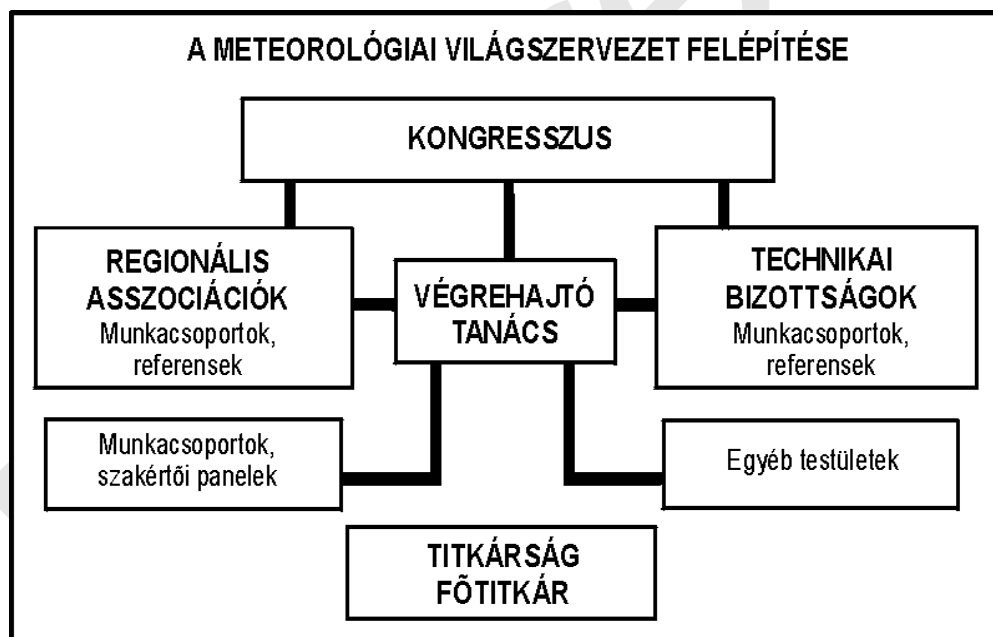 A METEOROLÓGIAI VILÁGSZERVEZET FELÉPÍTÉSE
KONGRESSZUS
REGIONÁLIS
ASSZOCIÁCIÓK
Munkacsoportok,
referensek
VÉGREHAJTÓ
TANÁCS
TECHNIKAI
BIZOTTSÁGOK
Munkacsoportok,
referensek
Munkacsoportok,
szakértői panelek
Egyéb testületek
TITKÁRSÁG
FÕTITKÁR